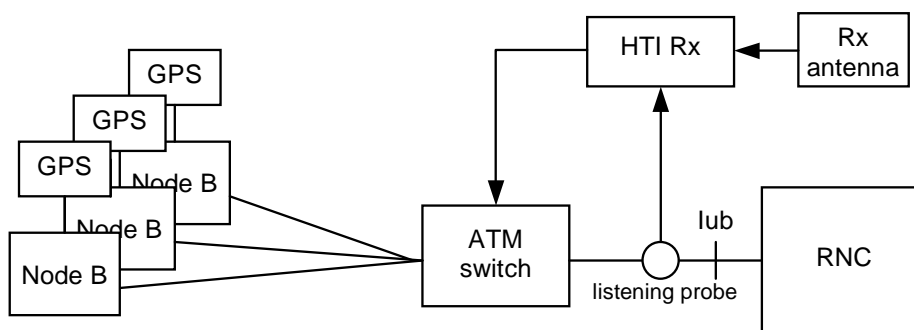 HTI Rx
Rx
antenna
GPS
GPS
GPS
Node B
Node B
Node B
ATM
switch
Iub
listening probe
RNC